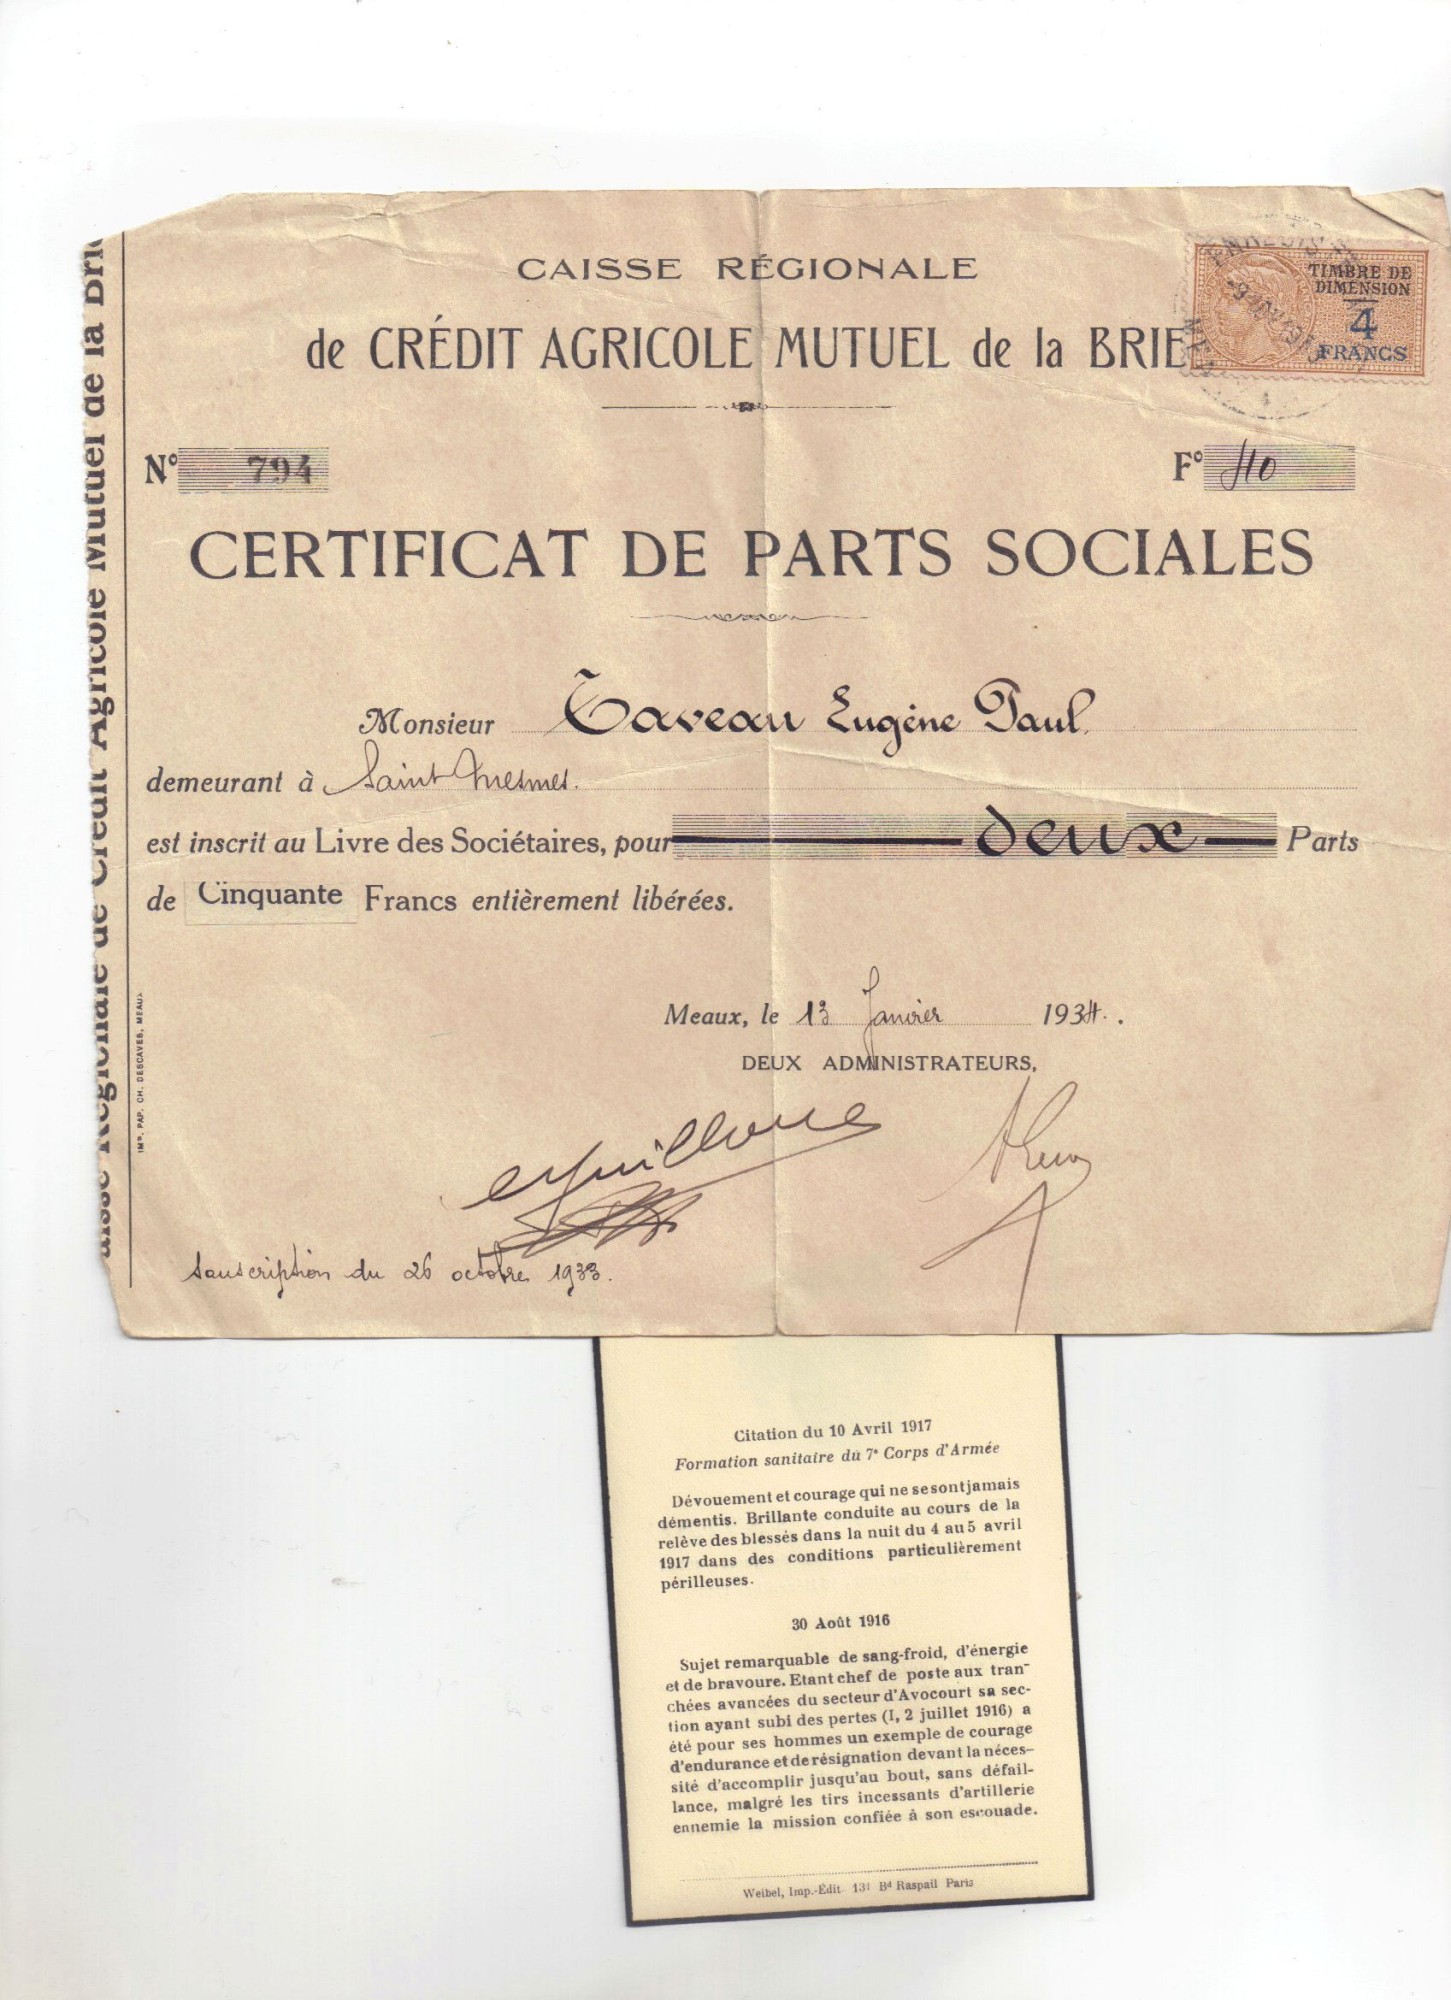 CAISSE RÉGIONALE
de CRÉDIT AGRICOLE MUTUEL de la BRIE
TIMBRE DE
DIMENSION
4
FRANCS
N° 794
F° 410
CERTIFICAT DE PARTS SOCIALES
Monsieur Taveau Eugène Paul.
demeurant à Saint Mesmes.
est inscrit au Livre des Sociétaires, pour deux Parts
de Cinquante Francs entièrement libérées.
Meaux, le 13 Janvier 1934.
DEUX ADMINISTRATEURS,
souscription du 26 octobre 1933.
Caisse Régionale de Crédit Agricole Mutuel de la Brie
IMP. PAP. CH. DESCAVES, MEAUX
Citation du 10 Avril 1917
Formation sanitaire du 7e Corps d'Armée
Dévouement et courage qui ne se sont jamais
démentis. Brillante conduite au cours de la
relève des blessés dans la nuit du 4 au 5 avril
1917 dans des conditions particulièrement
périlleuses.
30 Août 1916
Sujet remarquable de sang-froid, d'énergie
et de bravoure. Etant chef de poste aux tran-
chées avancées du secteur d'Avocourt sa sec-
tion ayant subi des pertes (I, 2 juillet 1916) a
été pour ses hommes un exemple de courage
d'endurance et de résignation devant la néces-
sité d'accomplir jusqu'au bout, sans défail-
lance, malgré les tirs incessants d'artillerie
ennemie la mission confiée à son escouade.
Weibel, Imp.-Édit. 131 Bd Raspail Paris